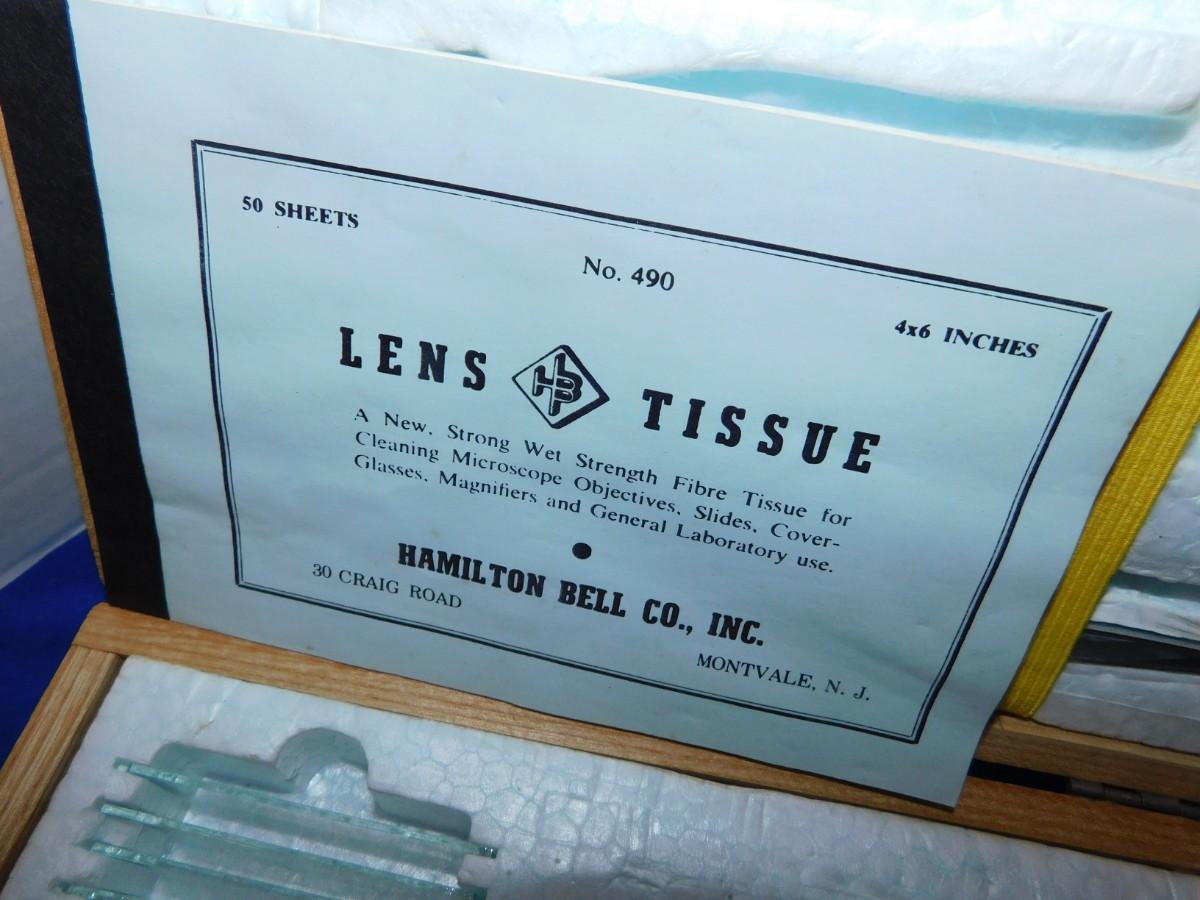 50 SHEETS
No. 490
4x6 INCHES
LENS HB TISSUE
A New, Strong Wet Strength Fibre Tissue for
Cleaning Microscope Objectives, Slides, Cover-
Glasses, Magnifiers and General Laboratory use.
HAMILTON BELL CO., INC.
30 CRAIG ROAD
MONTVALE, N. J.